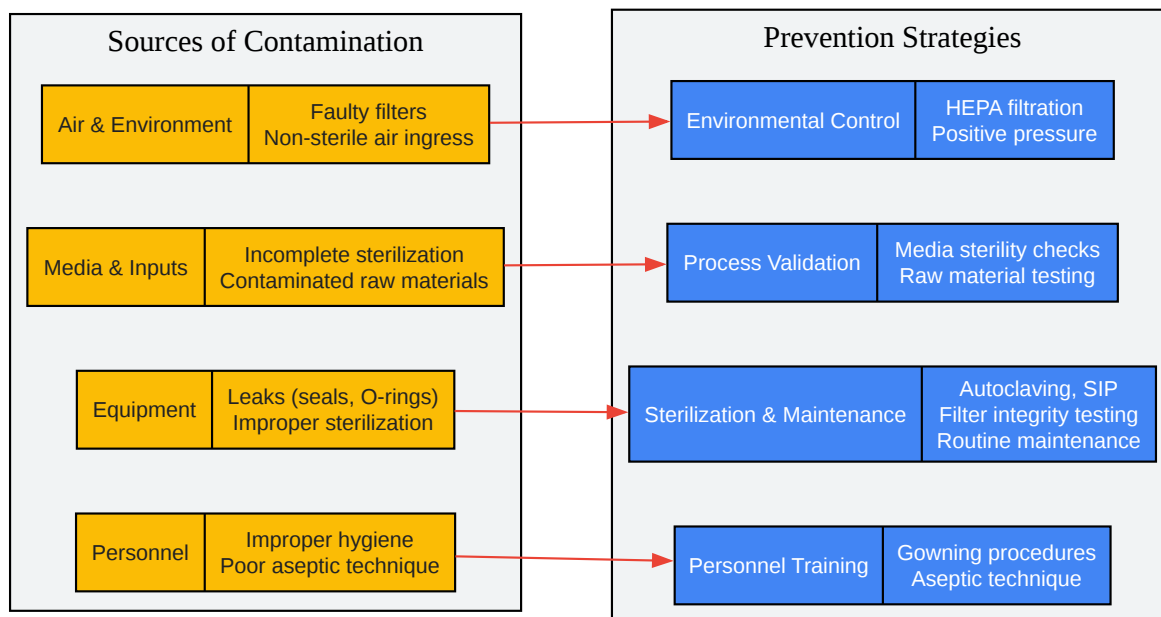 Sources of Contamination
Air & Environment
Faulty filters
Non-sterile air ingress
Media & Inputs
Incomplete sterilization
Contaminated raw materials
Equipment
Leaks (seals, O-rings)
Improper sterilization
Personnel
Improper hygiene
Poor aseptic technique
Prevention Strategies
Environmental Control
HEPA filtration
Positive pressure
Process Validation
Media sterility checks
Raw material testing
Sterilization & Maintenance
Autoclaving, SIP
Filter integrity testing
Routine maintenance
Personnel Training
Gowning procedures
Aseptic technique